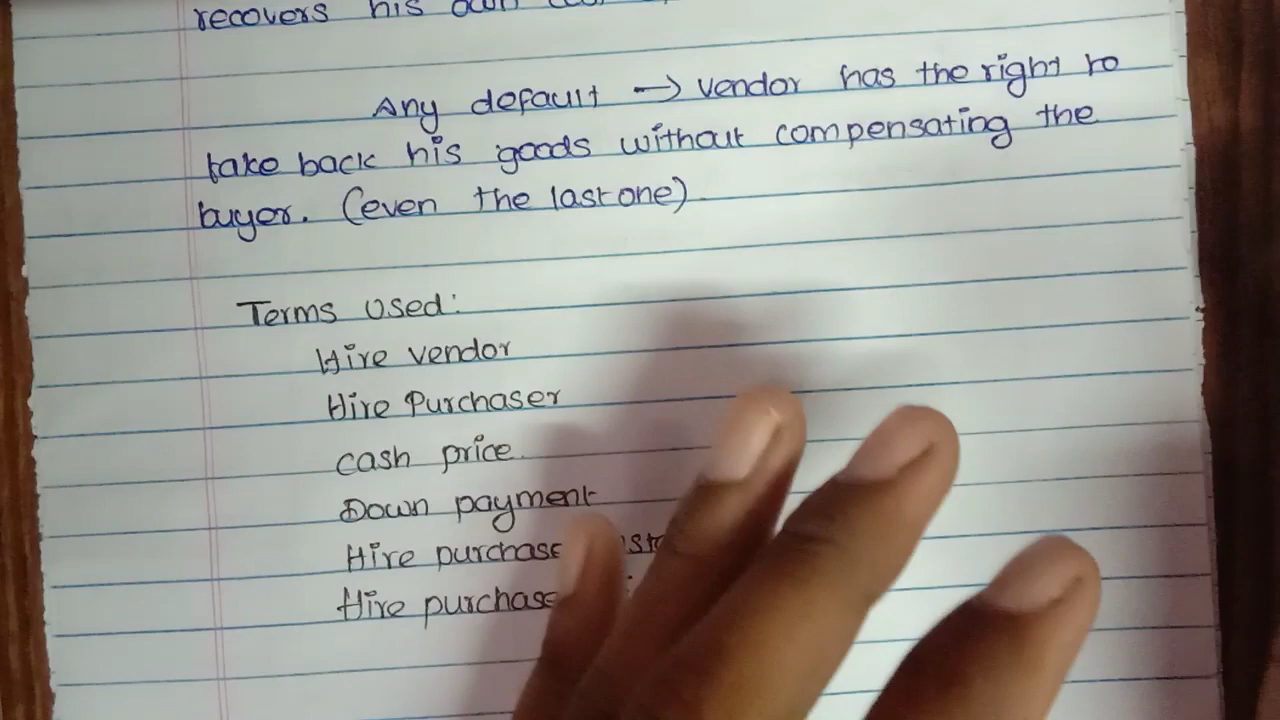 recovers his own
Any default → vendor has the right to
take back his goods without compensating the
buyer. (even the last one)
Terms Used:
Hire vendor
Hire Purchaser
cash price
Down payment
Hire purchase
Hire purchase